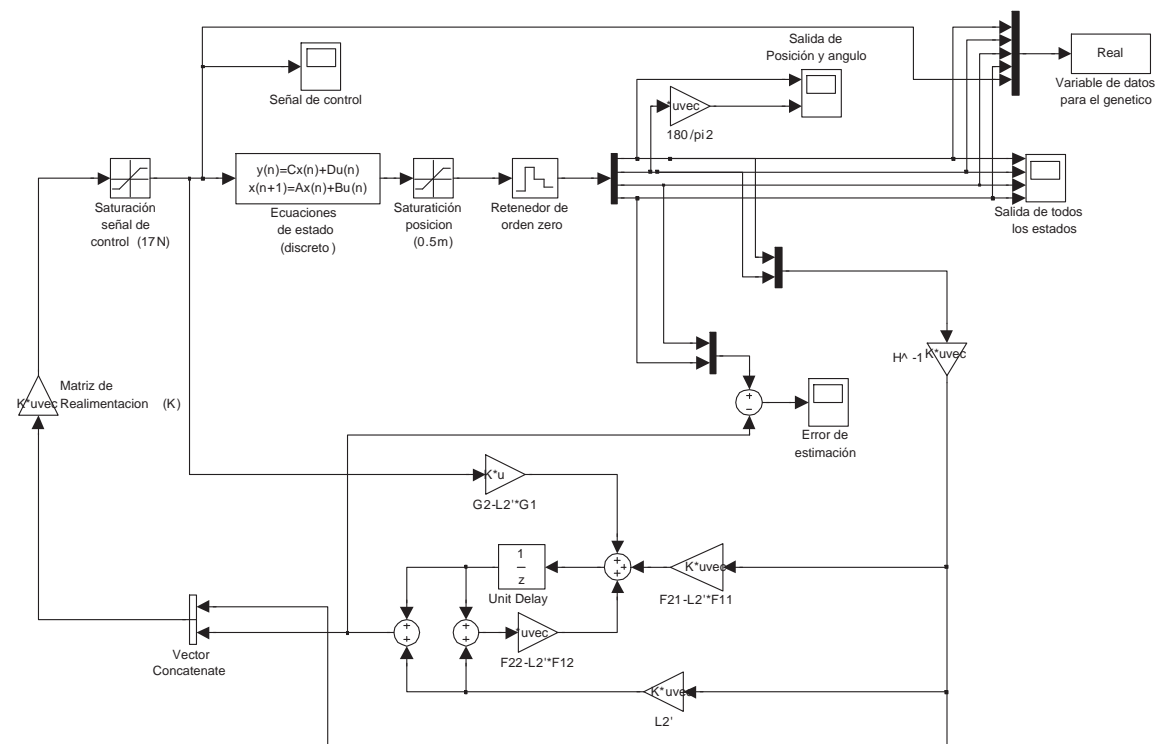 Salida de
Posición y angulo
Real
Variable de datos
para el genetico
Señal de control
*uvec
180/pi2
y(n)=Cx(n)+Du(n)
x(n+1)=Ax(n)+Bu(n)
Saturación
señal de
control (17N)
Ecuaciones
de estado
(discreto)
Saturatición
posicion
(0.5m)
Retenedor de
orden zero
Salida de todos
los estados
H^ -1
K*uvec
Matriz de
Realimentacion (K)
K*uvec
+
−
Error de
estimación
K*u
G2-L2'*G1
1
z
Unit Delay
+
+
+
K*uvec
F21-L2'*F11
+
+
+
+
*uvec
F22-L2'*F12
Vector
Concatenate
K*uvec
L2'